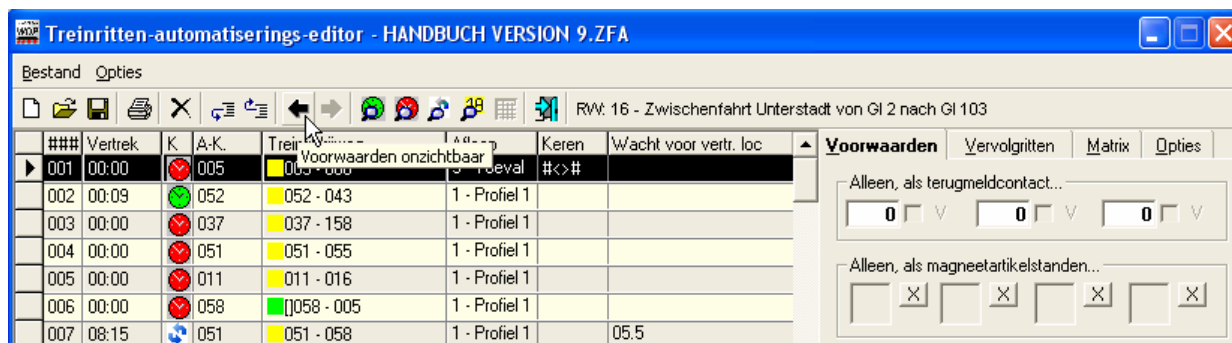 Treinritten-automatiserings-editor - HANDBUCH VERSION 9.ZFA
Bestand Opties
RW: 16 - Zwischenfahrt Unterstadt von Gl 2 nach Gl 103
### Vertrek K A-K. Keren Wacht voor vertr. loc
Voorwaarden onzichtbaar
001 00:00 005 #<>#
002 00:09 052 052 - 043 1 - Profiel 1
003 00:00 037 037 - 158 1 - Profiel 1
004 00:00 051 051 - 055 1 - Profiel 1
005 00:00 011 011 - 016 1 - Profiel 1
006 00:00 058 []058 - 005 1 - Profiel 1
007 08:15 051 051 - 058 1 - Profiel 1 05.5
Voorwaarden Vervolgritten Matrix Opties
Alleen, als terugmeldcontact...
0 V 0 V 0 V
Alleen, als magneetartikelstanden...
X X X X